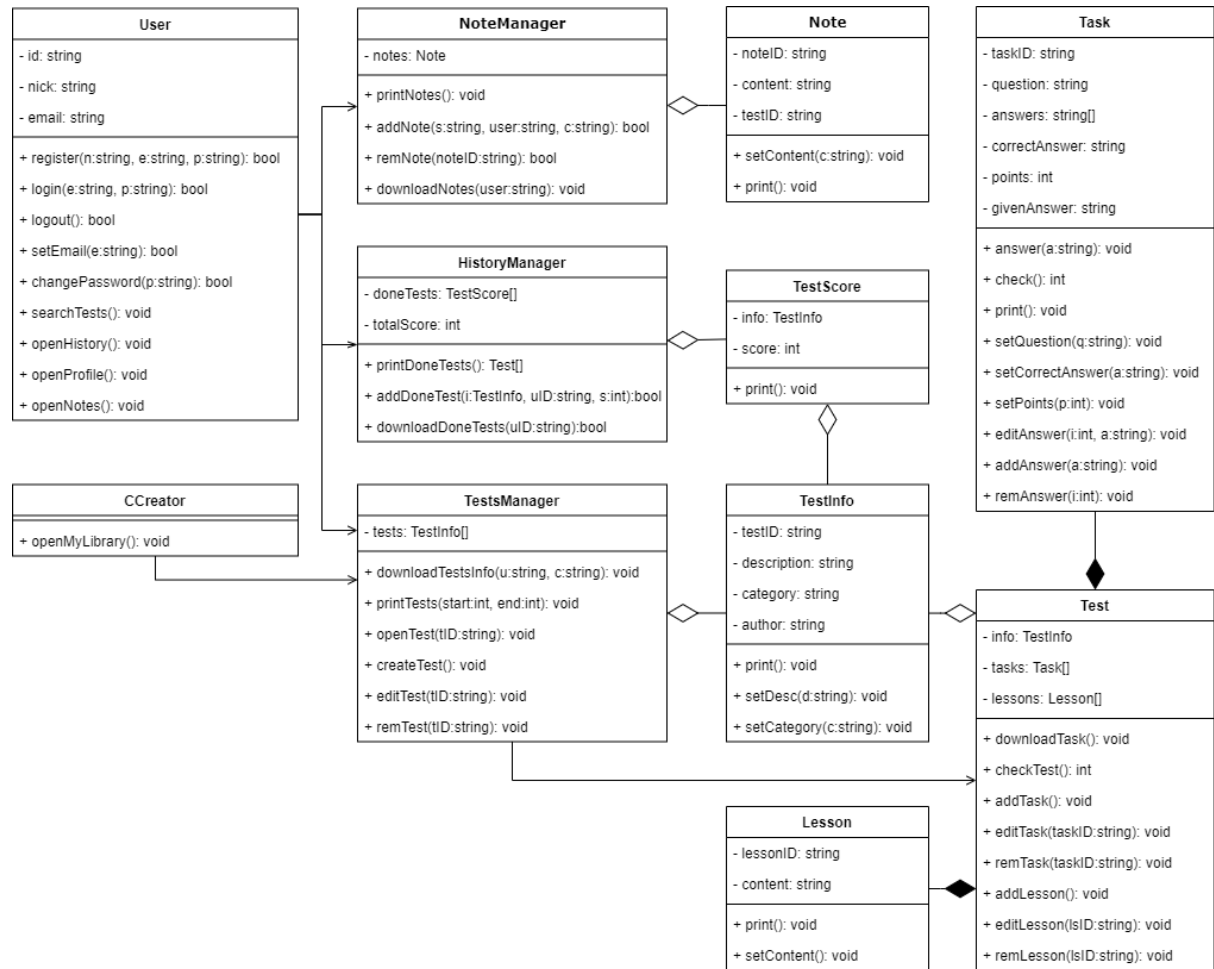 User
- id: string
- nick: string
- email: string
+ register(n:string, e:string, p:string): bool
+ login(e:string, p:string): bool
+ logout(): bool
+ setEmail(e:string): bool
+ changePassword(p:string): bool
+ searchTests(): void
+ openHistory(): void
+ openProfile(): void
+ openNotes(): void
CCreator
+ openMyLibrary(): void
NoteManager
- notes: Note
+ printNotes(): void
+ addNote(s:string, user:string, c:string): bool
+ remNote(noteID:string): bool
+ downloadNotes(user:string): void
HistoryManager
- doneTests: TestScore[]
- totalScore: int
+ printDoneTests(): Test[]
+ addDoneTest(i:TestInfo, uID:string, s:int):bool
+ downloadDoneTests(uID:string):bool
TestsManager
- tests: TestInfo[]
+ downloadTestsInfo(u:string, c:string): void
+ printTests(start:int, end:int): void
+ openTest(tID:string): void
+ createTest(): void
+ editTest(tID:string): void
+ remTest(tID:string): void
Note
- noteID: string
- content: string
- testID: string
+ setContent(c:string): void
+ print(): void
TestScore
- info: TestInfo
- score: int
+ print(): void
TestInfo
- testID: string
- description: string
- category: string
- author: string
+ print(): void
+ setDesc(d:string): void
+ setCategory(c:string): void
Lesson
- lessonID: string
- content: string
+ print(): void
+ setContent(): void
Task
- taskID: string
- question: string
- answers: string[]
- correctAnswer: string
- points: int
- givenAnswer: string
+ answer(a:string): void
+ check(): int
+ print(): void
+ setQuestion(q:string): void
+ setCorrectAnswer(a:string): void
+ setPoints(p:int): void
+ editAnswer(i:int, a:string): void
+ addAnswer(a:string): void
+ remAnswer(i:int): void
Test
- info: TestInfo
- tasks: Task[]
- lessons: Lesson[]
+ downloadTask(): void
+ checkTest(): int
+ addTask(): void
+ editTask(taskID:string): void
+ remTask(taskID:string): void
+ addLesson(): void
+ editLesson(lsID:string): void
+ remLesson(lsID:string): void